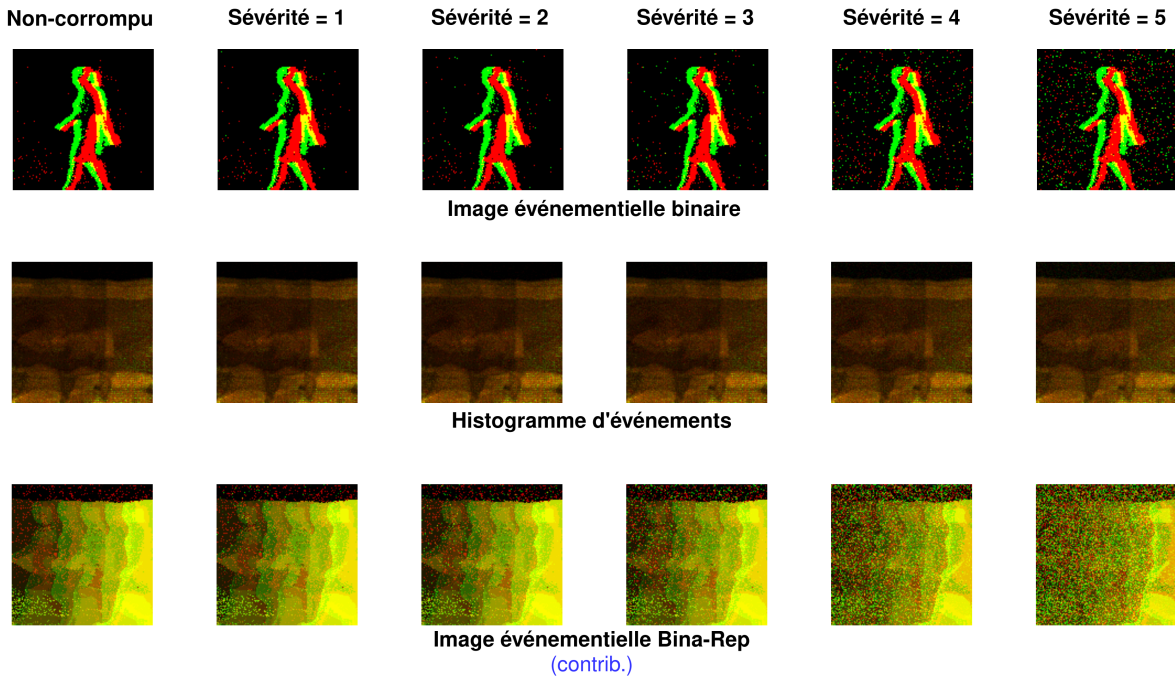 Non-corrompu Sévérité = 1 Sévérité = 2 Sévérité = 3 Sévérité = 4 Sévérité = 5
Image événementielle binaire
Histogramme d'événements
Image événementielle Bina-Rep
(contrib.)